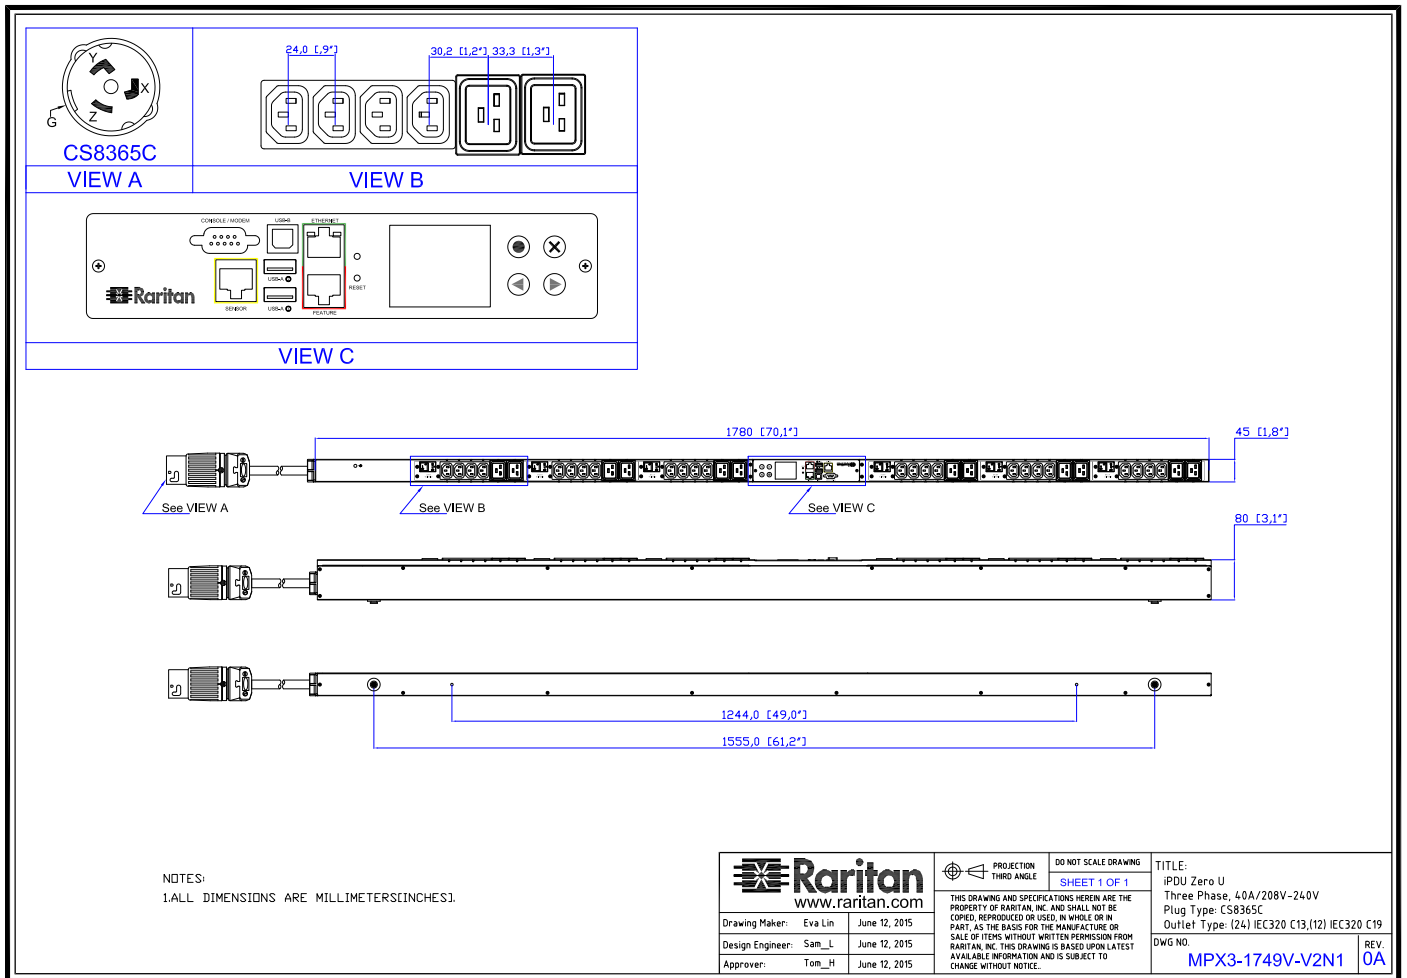 Y
X
Z
G
CS8365C
VIEW A
24,0 [,9"]
30,2 [1,2"]
33,3 [1,3"]
VIEW B
CONSOLE / MODEM
USB-B
ETHERNET
Raritan
SENSOR
USB-A
USB-A
FEATURE
RESET
VIEW C
1780 [70,1"]
45 [1,8"]
See VIEW A
See VIEW B
See VIEW C
80 [3,1"]
1244,0 [49,0"]
1555,0 [61,2"]
NOTES:
1.ALL DIMENSIONS ARE MILLIMETERS[INCHES].
Raritan
www.raritan.com
Drawing Maker: Eva Lin June 12, 2015
Design Engineer: Sam_L June 12, 2015
Approver: Tom_H June 12, 2015
PROJECTION
THIRD ANGLE
DO NOT SCALE DRAWING
SHEET 1 OF 1
THIS DRAWING AND SPECIFICATIONS HEREIN ARE THE
PROPERTY OF RARITAN, INC. AND SHALL NOT BE
COPIED, REPRODUCED OR USED, IN WHOLE OR IN
PART, AS THE BASIS FOR THE MANUFACTURE OR
SALE OF ITEMS WITHOUT WRITTEN PERMISSION FROM
RARITAN, INC. THIS DRAWING IS BASED UPON LATEST
AVAILABLE INFORMATION AND IS SUBJECT TO
CHANGE WITHOUT NOTICE..
TITLE:
iPDU Zero U
Three Phase, 40A/208V-240V
Plug Type: CS8365C
Outlet Type: (24) IEC320 C13,(12) IEC320 C19
DWG NO.
MPX3-1749V-V2N1
REV.
0A